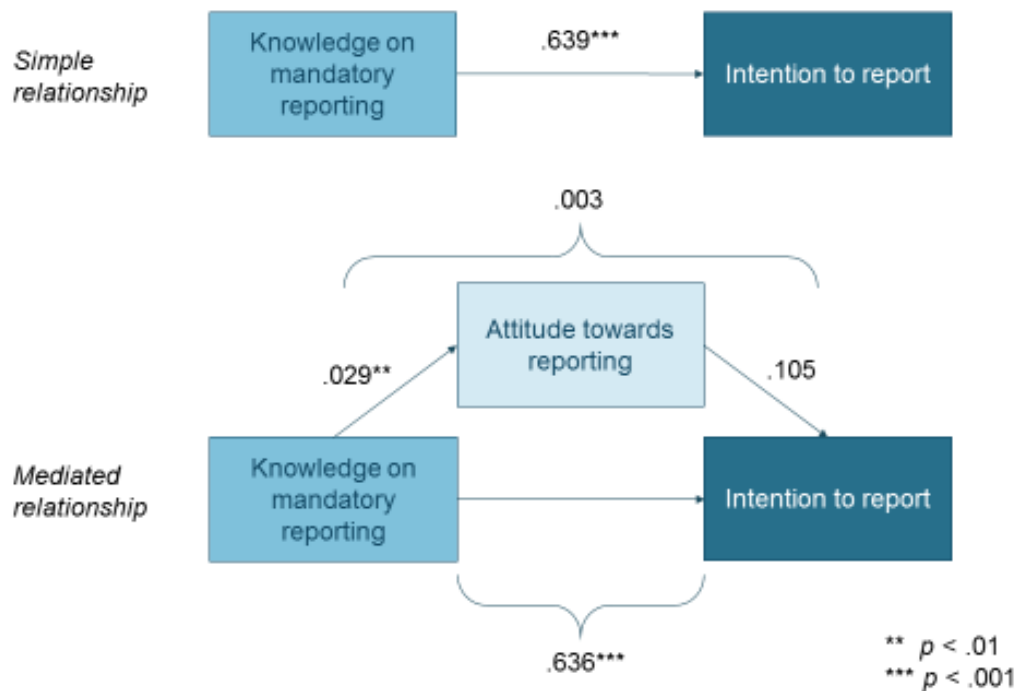 Simple
relationship
Knowledge on
mandatory
reporting
.639***
Intention to report
.003
Attitude towards
reporting
.029**
.105
Mediated
relationship
Knowledge on
mandatory
reporting
Intention to report
.636***
** p < .01
*** p < .001